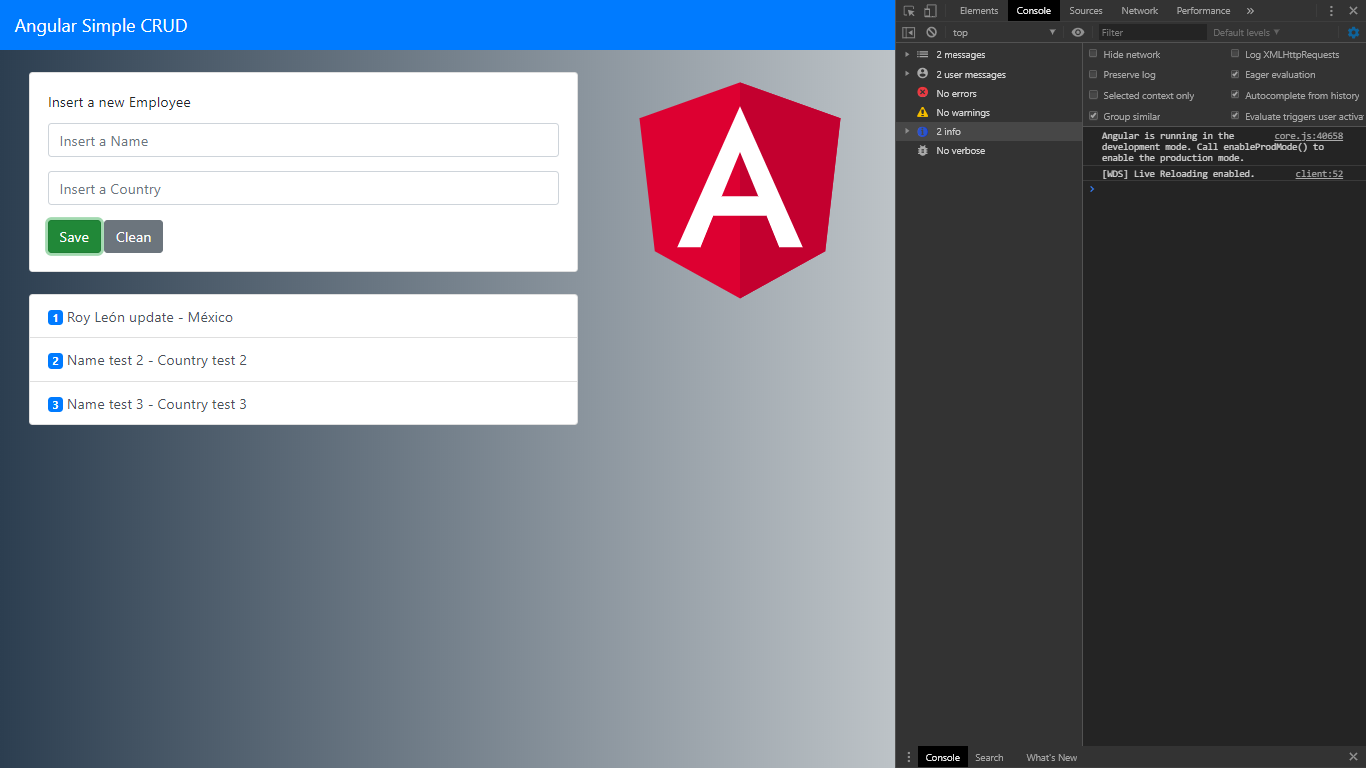 Angular Simple CRUD
Insert a new Employee
Insert a Name
Insert a Country
Save Clean
1 Roy León update - México
2 Name test 2 - Country test 2
3 Name test 3 - Country test 3
A
Elements Console Sources Network Performance »
top Filter Default levels
2 messages
2 user messages
No errors
No warnings
2 info
No verbose
Hide network Log XMLHttpRequests
Preserve log Eager evaluation
Selected context only Autocomplete from history
Group similar Evaluate triggers user activa
Angular is running in the core.js:40658
development mode. Call enableProdMode() to
enable the production mode.
[WDS] Live Reloading enabled. client:52
Console Search What's New